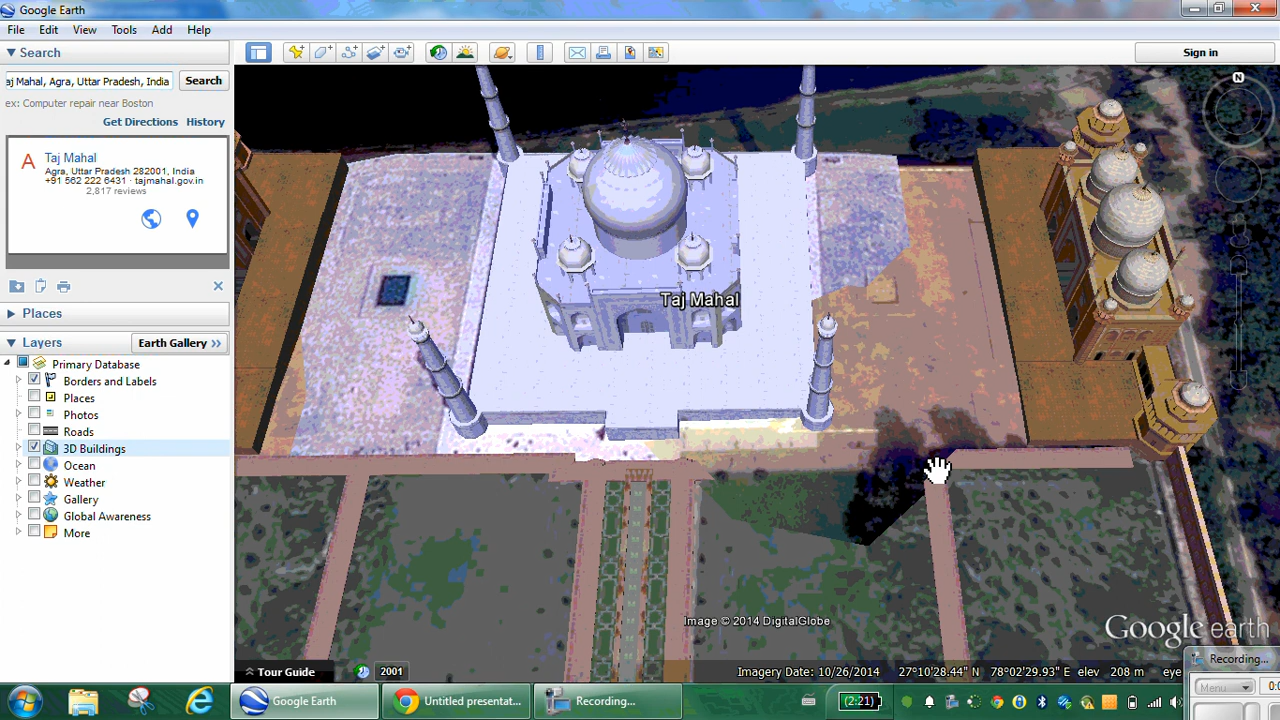 Google Earth
File Edit View Tools Add Help
Search
aj Mahal, Agra, Uttar Pradesh, India Search
ex: Computer repair near Boston
Get Directions History
A Taj Mahal
Agra, Uttar Pradesh 282001, India
+91 562 222 6431 · tajmahal.gov.in
2,817 reviews
Places
Layers Earth Gallery >>
Primary Database
Borders and Labels
Places
Photos
Roads
3D Buildings
Ocean
Weather
Gallery
Global Awareness
More
Sign in
N
Taj Mahal
Image © 2014 DigitalGlobe
Google earth
Tour Guide 2001 Imagery Date: 10/26/2014 27°10'28.44" N 78°02'29.93" E elev 208 m eye
Recording...
Menu
Google Earth Untitled presentat... Recording... (2:21)